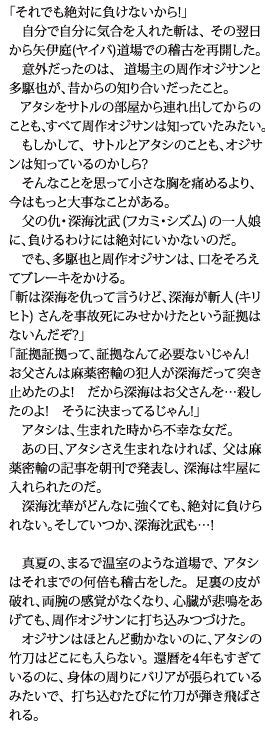 「それでも絶対に負けないから!」
　自分で自分に気合を入れた斬は、その翌日
から矢伊庭(ヤイバ)道場での稽古を再開した。
　意外だったのは、道場主の周作オジサンと
多駆也が、昔からの知り合いだったこと。
　アタシをサトルの部屋から連れ出してからの
ことも、すべて周作オジサンは知っていたみたい。
　もしかして、サトルとアタシのことも、オジサ
ンは知っているのかしら?
　そんなことを思って小さな胸を痛めるより、
今はもっと大事なことがある。
　父の仇・深海沈武(フカミ・シズム)の一人娘
に、負けるわけには絶対にいかないのだ。
　でも、多駆也と周作オジサンは、口をそろえ
てブレーキをかける。
「斬は深海を仇って言うけど、深海が斬人(キリ
ヒト)さんを事故死にみせかけたという証拠は
ないんだぞ?」
「証拠証拠って、証拠なんて必要ないじゃん!
お父さんは麻薬密輸の犯人が深海だって突き
止めたのよ!　だから深海はお父さんを…殺し
たのよ!　そうに決まってるじゃん!」
　アタシは、生まれた時から不幸な女だ。
　あの日、アタシさえ生まれなければ、父は麻
薬密輸の記事を朝刊で発表し、深海は牢屋に
入れられたのだ。
　深海沈華がどんなに強くても、絶対に負けら
れない。そしていつか、深海沈武も…!
　真夏の、まるで温室のような道場で、アタシ
はそれまでの何倍も稽古をした。足裏の皮が
破れ、両腕の感覚がなくなり、心臓が悲鳴をあ
げても、周作オジサンに打ち込みつづけた。
　オジサンはほとんど動かないのに、アタシの
竹刀はどこにも入らない。還暦を4年もすぎて
いるのに、身体の周りにバリアが張られている
みたいで、打ち込むたびに竹刀が弾き飛ばさ
れる。